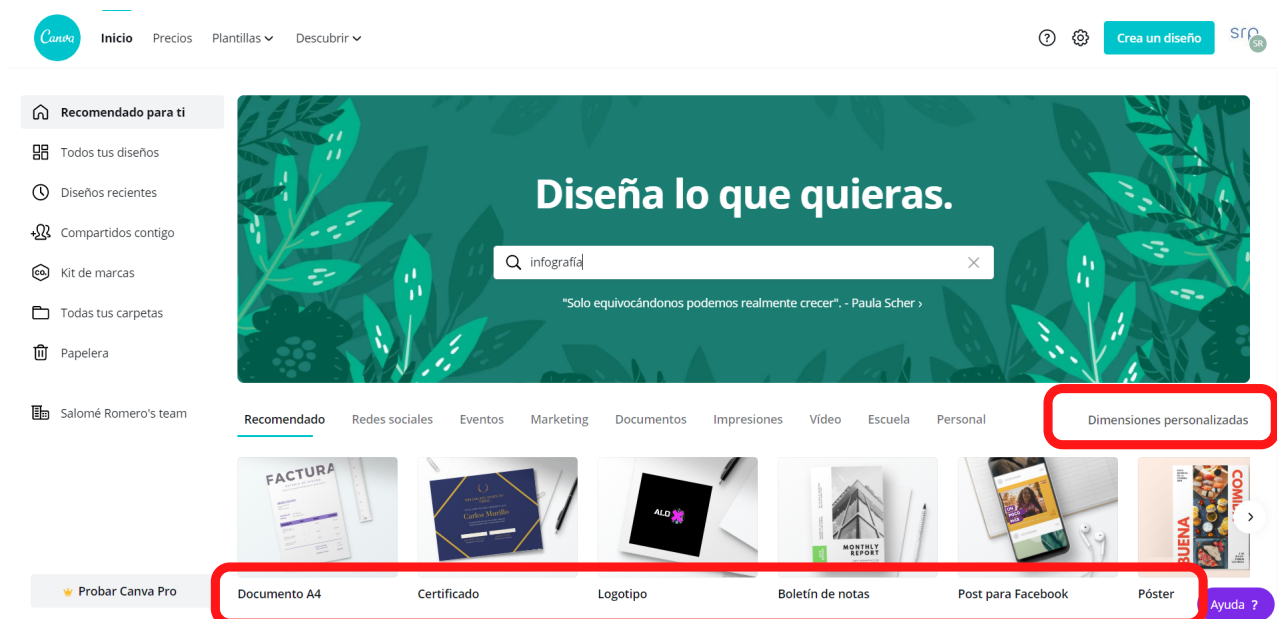 Canva
Inicio
Precios
Plantillas
Descubrir
?
Crea un diseño
SR
Recomendado para ti
Todos tus diseños
Diseños recientes
Compartidos contigo
co.
Kit de marcas
Todas tus carpetas
Papelera
Salomé Romero's team
Probar Canva Pro
Diseña lo que quieras.
infografía
"Solo equivocándonos podemos realmente crecer". - Paula Scher ›
Recomendado
Redes sociales
Eventos
Marketing
Documentos
Impresiones
Vídeo
Escuela
Personal
Dimensiones personalizadas
FACTURA
Carlos Murillo
ALO
MONTHLY
REPORT
BUENA
Documento A4
Certificado
Logotipo
Boletín de notas
Post para Facebook
Póster
Ayuda ?